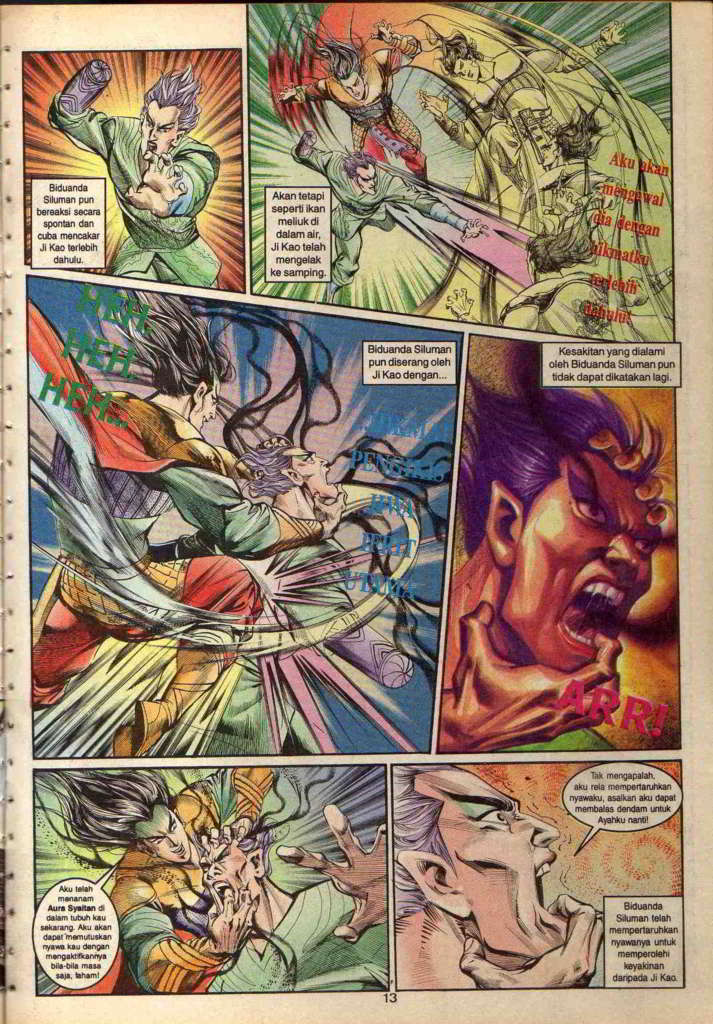 Biduanda
Siluman pun
bereaksi secara
spontan dan
cuba mencakar
Ji Kao terlebih
dahulu.
Akan tetapi
seperti ikan
meliuk di
dalam air,
Ji Kao telah
mengelak
ke samping.
Aku akan
mengawal
dia dengan
hikmatku
terlebih
dahulu!
HEH,
HEH,
HEH...
Biduanda Siluman
pun diserang oleh
Ji Kao dengan...
JIWA
JERIT
UTAMA
Kesakitan yang dialami
oleh Biduanda Siluman pun
tidak dapat dikatakan lagi.
ARR!
Aku telah
menanam
Aura Syaitan di
dalam tubuh kau
sekarang. Aku akan
dapat memutuskan
nyawa kau dengan
mengaktifkannya
bila-bila masa
saja, faham!
Tak mengapalah,
aku rela mempertaruhkan
nyawaku, asalkan aku dapat
membalas dendam untuk
Ayahku nanti!
Biduanda
Siluman telah
mempertaruhkan
nyawanya untuk
memperolehi
keyakinan
daripada Ji Kao.
13